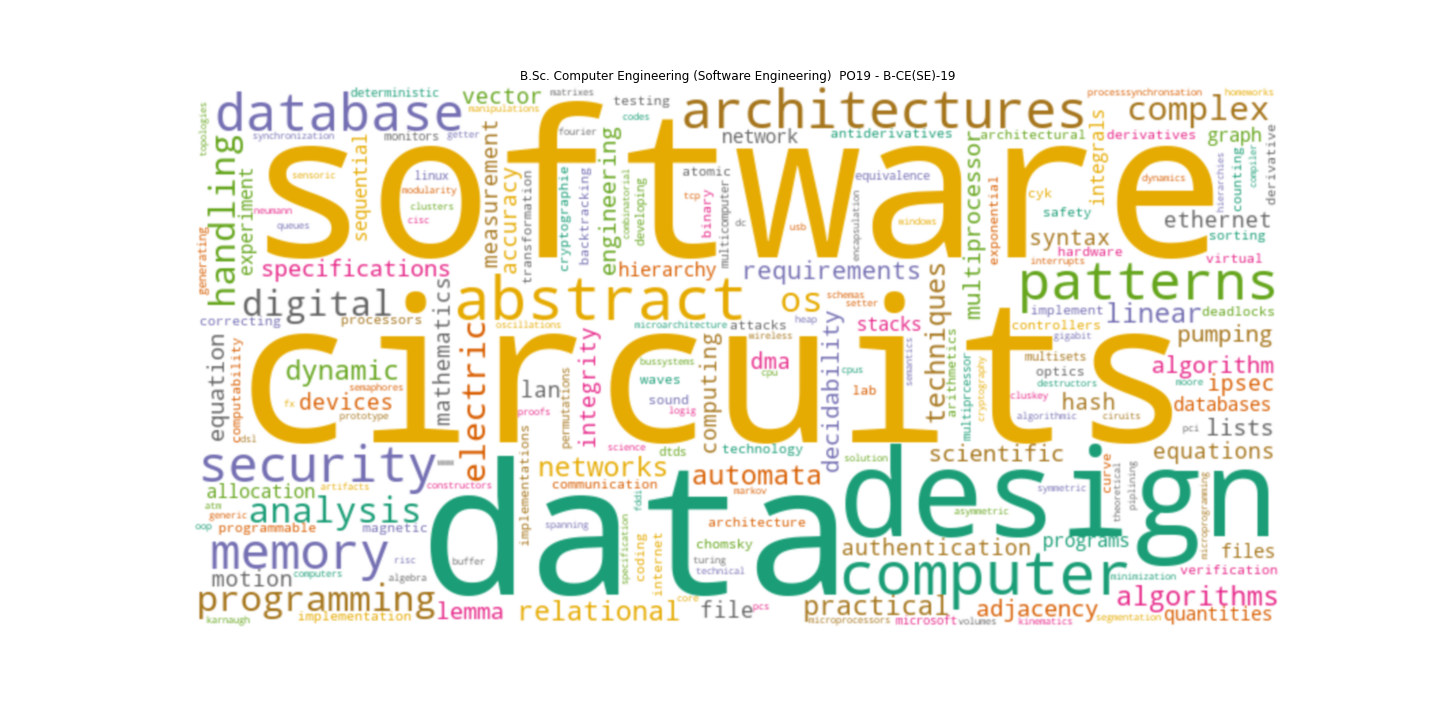 B.Sc. Computer Engineering (Software Engineering)  PO19 - B-CE(SE)-19
deterministic
vector
matrixes
processsynchronsation
homeworks
database
manipulations
testing
architectures
complex
topologies
codes
synchronization
monitors
getter
fourier
network
antiderivatives
architectural
integrals
derivatives
graph
derivative
handling
software
sequential
measurement
engineering
multiprocessor
counting
compiler
hierarchies
sensoric
linux
modularity
clusters
cisc
neumann
queues
experiment
generating
accuracy
transformation
cryptographie
backtracking
combinatorial
developing
atomic
tcp
binary
multicomputer
dc
usb
equivalence
encapsulation
windows
exponential
cyk
safety
syntax
hardware
interrupts
dynamics
ethernet
sorting
virtual
specifications
hierarchy
requirements
patterns
digital
mathematics
abstract
os
schemas
setter
techniques
implement
linear
deadlocks
correcting
processors
oscillations
microarchitecture
attacks
heap
stacks
controllers
gigabit
pumping
circuits
equation
computability
dynamic
semaphores
fx
devices
prototype
udsl
electric
lan
proofs
permutations
integrity
wireless
bussystems
waves
sound
logig
computing
dma
cpu
decidability
cpus
lab
semantics
arithmetics
multiprcessor
cryptography
multisets
optics
destructors
cluskey
hash
algorithmic
ciruits
moore
algorithm
ipsec
databases
pci
lists
security
science
dtds
technology
solution
scientific
equations
networks
communication
automata
markov
constructors
implementations
allocation
artifacts
atm
generic
analysis
oop
programmable
magnetic
data
design
fddi
spanning
specification
coding
internet
architecture
chomsky
turing
technical
symmetric
asymmetric
curve
theoretical
piplining
microprogramming
memory
risc
buffer
authentication
programs
files
motion
computers
algebra
computer
minimization
verification
programming
lemma
relational
core
file
pcs
practical
adjacency
algorithms
karnaugh
implementation
microprocessors
microsoft
volumes
kinematics
segmentation
quantities